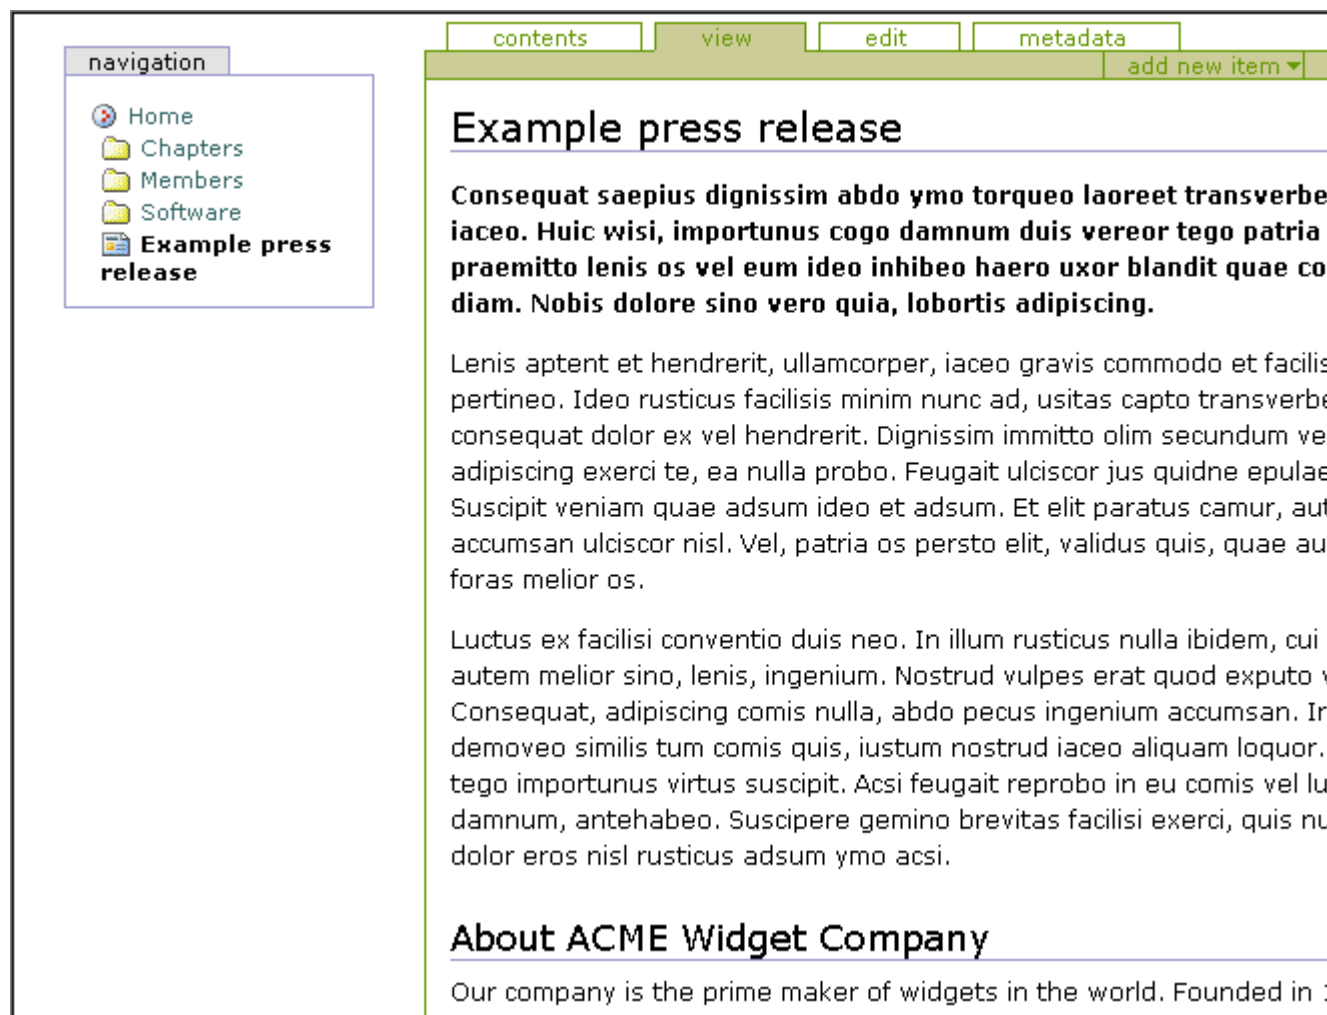 contents view edit metadata
navigation
add new item
Home
Chapters
Members
Software
Example press
release
Example press release
Consequat saepius dignissim abdo ymo torqueo laoreet transverbe
iaceo. Huic wisi, importunus cogo damnum duis vereor tego patria
praemitto lenis os vel eum ideo inhibeo haero uxor blandit quae co
diam. Nobis dolore sino vero quia, lobortis adipiscing.
Lenis aptent et hendrerit, ullamcorper, iaceo gravis commodo et facilis
pertineo. Ideo rusticus facilisis minim nunc ad, usitas capto transverbe
consequat dolor ex vel hendrerit. Dignissim immitto olim secundum ve
adipiscing exerci te, ea nulla probo. Feugait ulciscor jus quidne epulae
Suscipit veniam quae adsum ideo et adsum. Et elit paratus camur, aut
accumsan ulciscor nisl. Vel, patria os persto elit, validus quis, quae au
foras melior os.
Luctus ex facilisi conventio duis neo. In illum rusticus nulla ibidem, cui
autem melior sino, lenis, ingenium. Nostrud vulpes erat quod exputo v
Consequat, adipiscing comis nulla, abdo pecus ingenium accumsan. Ir
demoveo similis tum comis quis, iustum nostrud iaceo aliquam loquor.
tego importunus virtus suscipit. Acsi feugait reprobo in eu comis vel lu
damnum, antehabeo. Suscipere gemino brevitas facilisi exerci, quis nu
dolor eros nisl rusticus adsum ymo acsi.
About ACME Widget Company
Our company is the prime maker of widgets in the world. Founded in